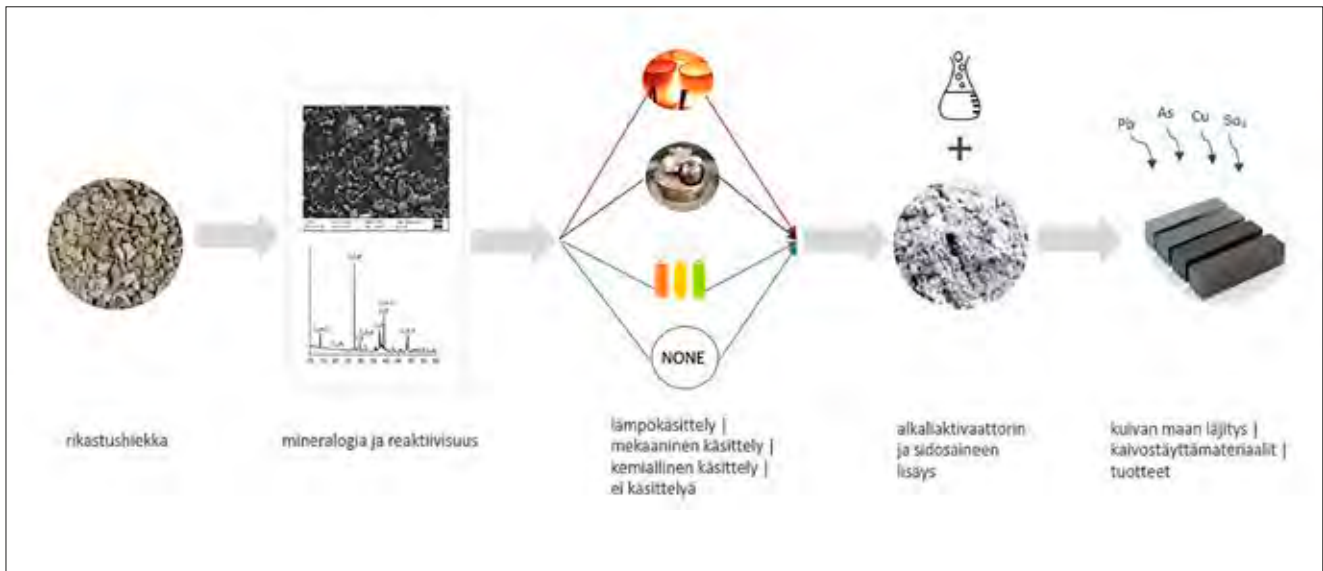 NONE
Pb
As
Cu
So₄
rikastushiekka
mineralogia ja reaktiivisuus
lämpökäsittely |
mekaaninen käsittely |
kemiallinen käsittely |
ei käsittelyä
alkaliaktivaattorin
ja sidosaineen
lisäys
kuivan maan läjitys |
kaivostäyttämateriaalit |
tuotteet